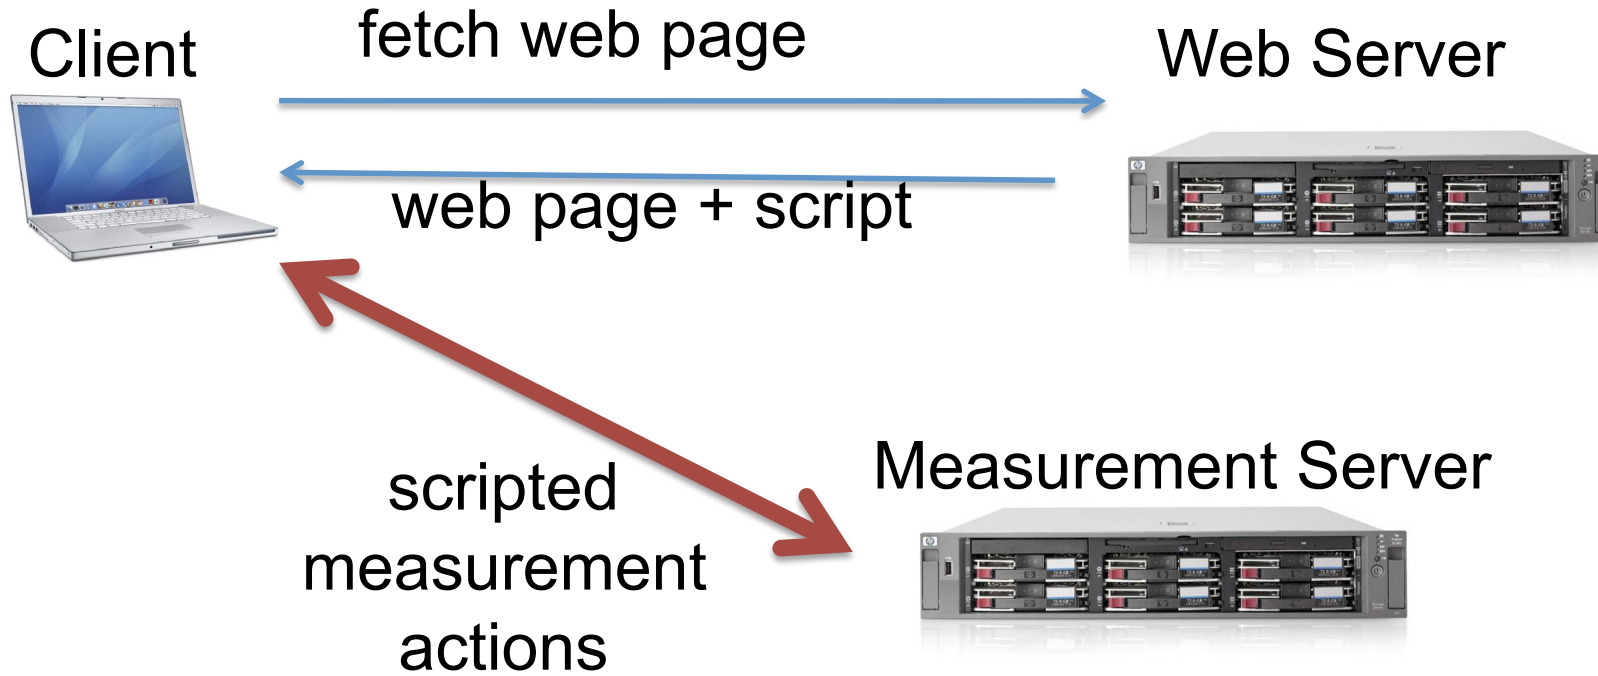 Client
fetch web page
Web Server
web page + script
scripted
measurement
actions
Measurement Server